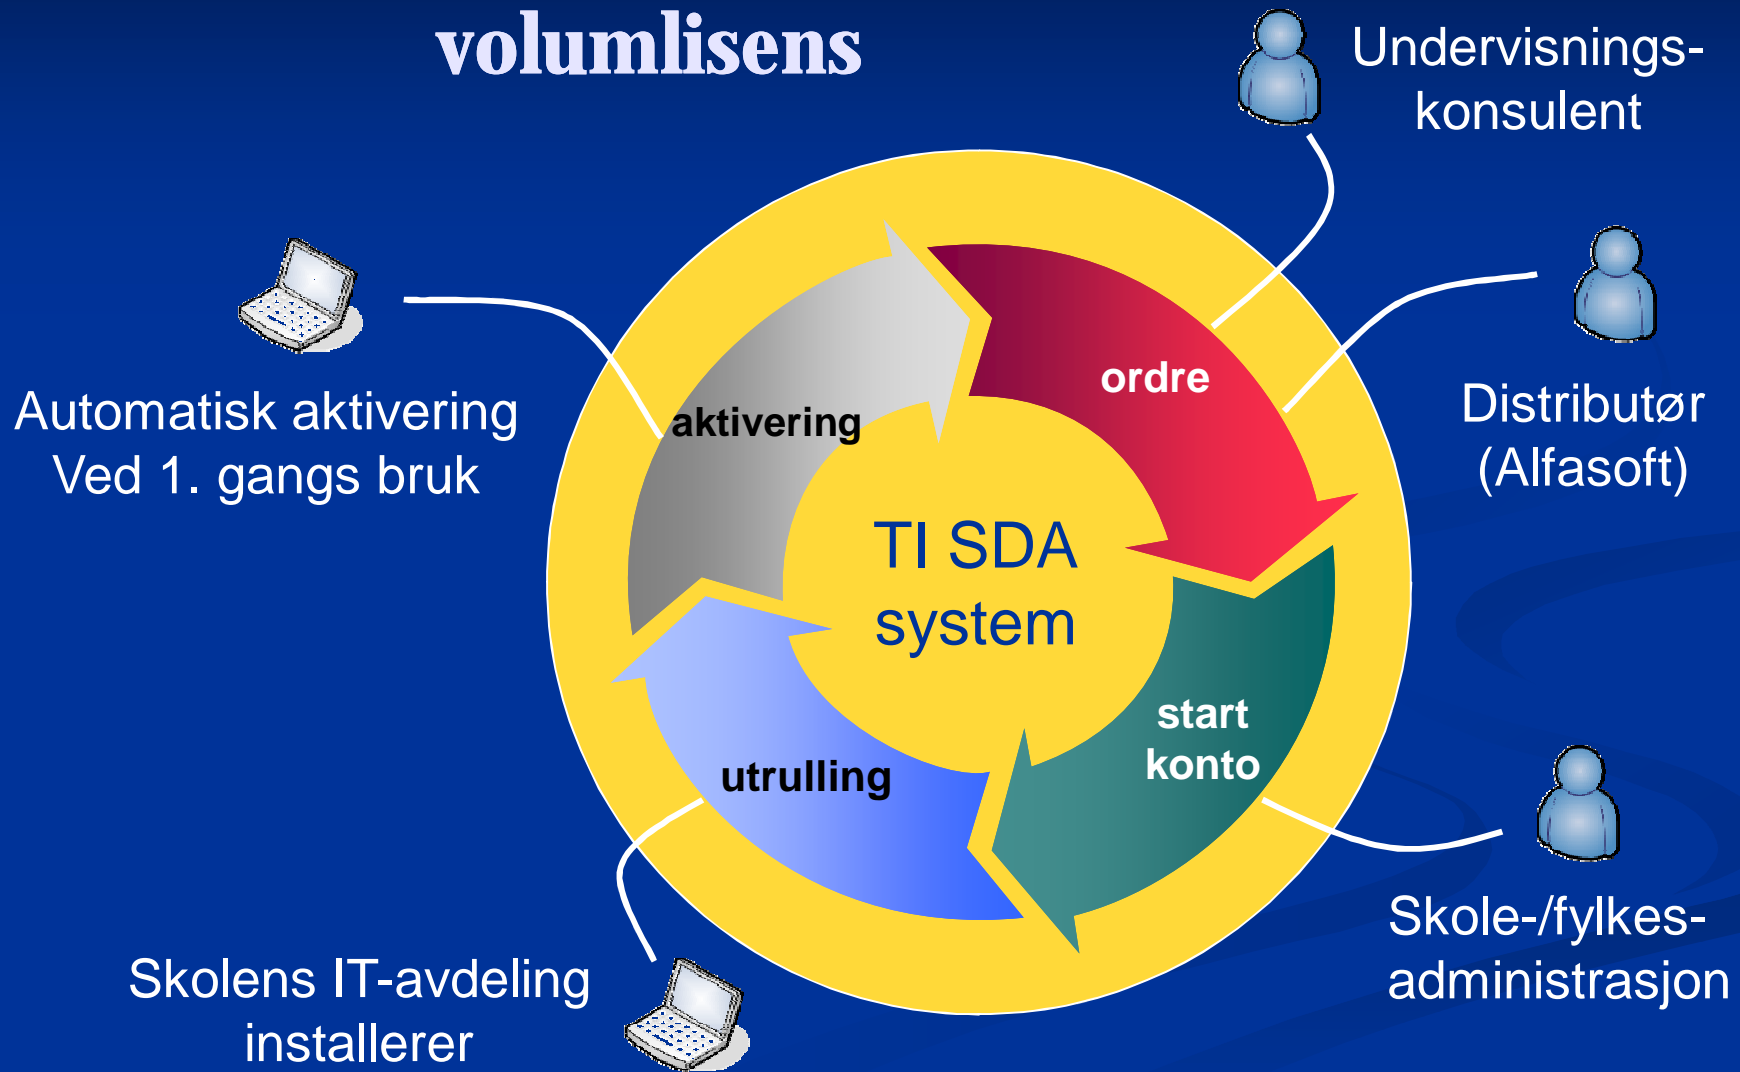 volumlisens
Undervisnings-
konsulent
Distributør
(Alfasoft)
Automatisk aktivering
Ved 1. gangs bruk
ordre
aktivering
TI SDA
system
start
konto
utrulling
Skole-/fylkes-
administrasjon
Skolens IT-avdeling
installerer